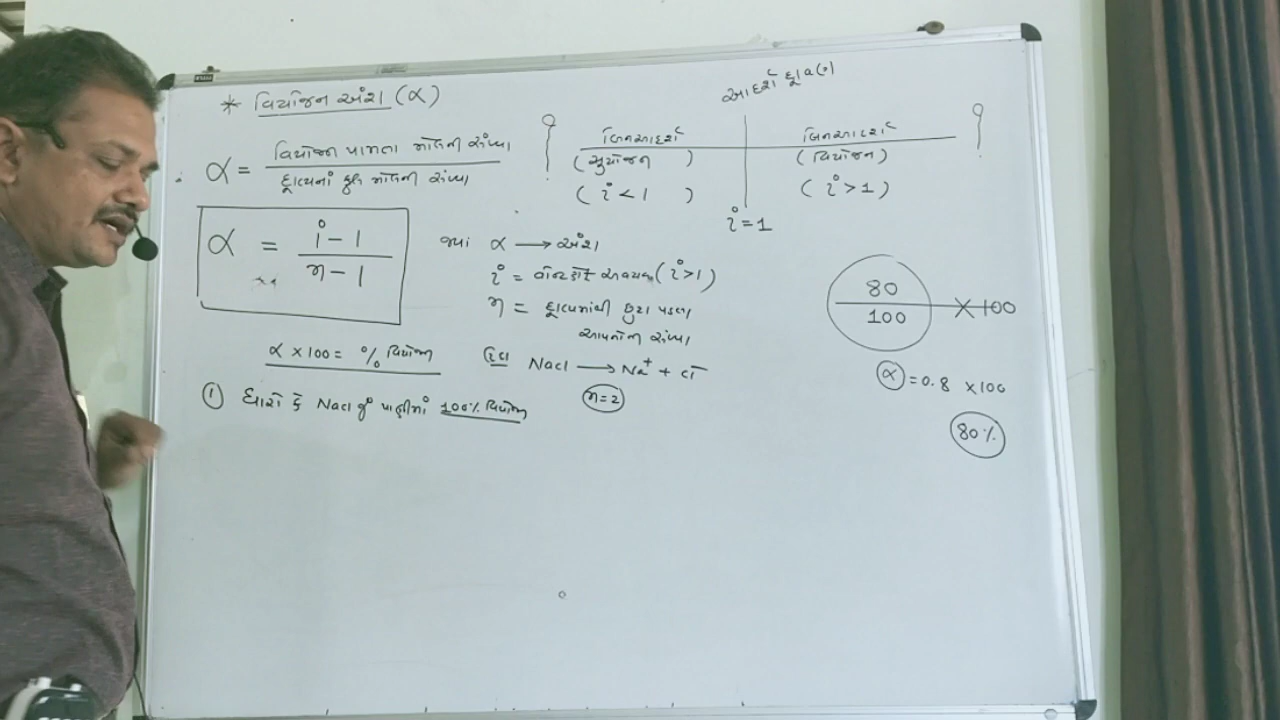 * વિયોજન અંશ (α)
α = વિયોજન પામતા મોલની સંખ્યા / દ્રાવ્યનાં કુલ મોલની સંખ્યા
α = i - 1 / n - 1
α × 100 = % વિયોજન
① ધારો કે NaCl નું પાણીમાં 100% વિયોજન
આદર્શ દ્રાવણ
બિનઆદર્શ
(સુયોજન)
(i < 1)
i = 1
બિનઆદર્શ
(વિયોજન)
(i > 1)
જ્યાં α → અંશ
i = વૉન્ટહૉફ અવયવ (i > 1)
n = દ્રાવ્યમાંથી છુટા પડતા
આયનોની સંખ્યા
NaCl → Na⁺ + Cl⁻
n = 2
80 / 100 × 100
α = 0.8 × 100
80%